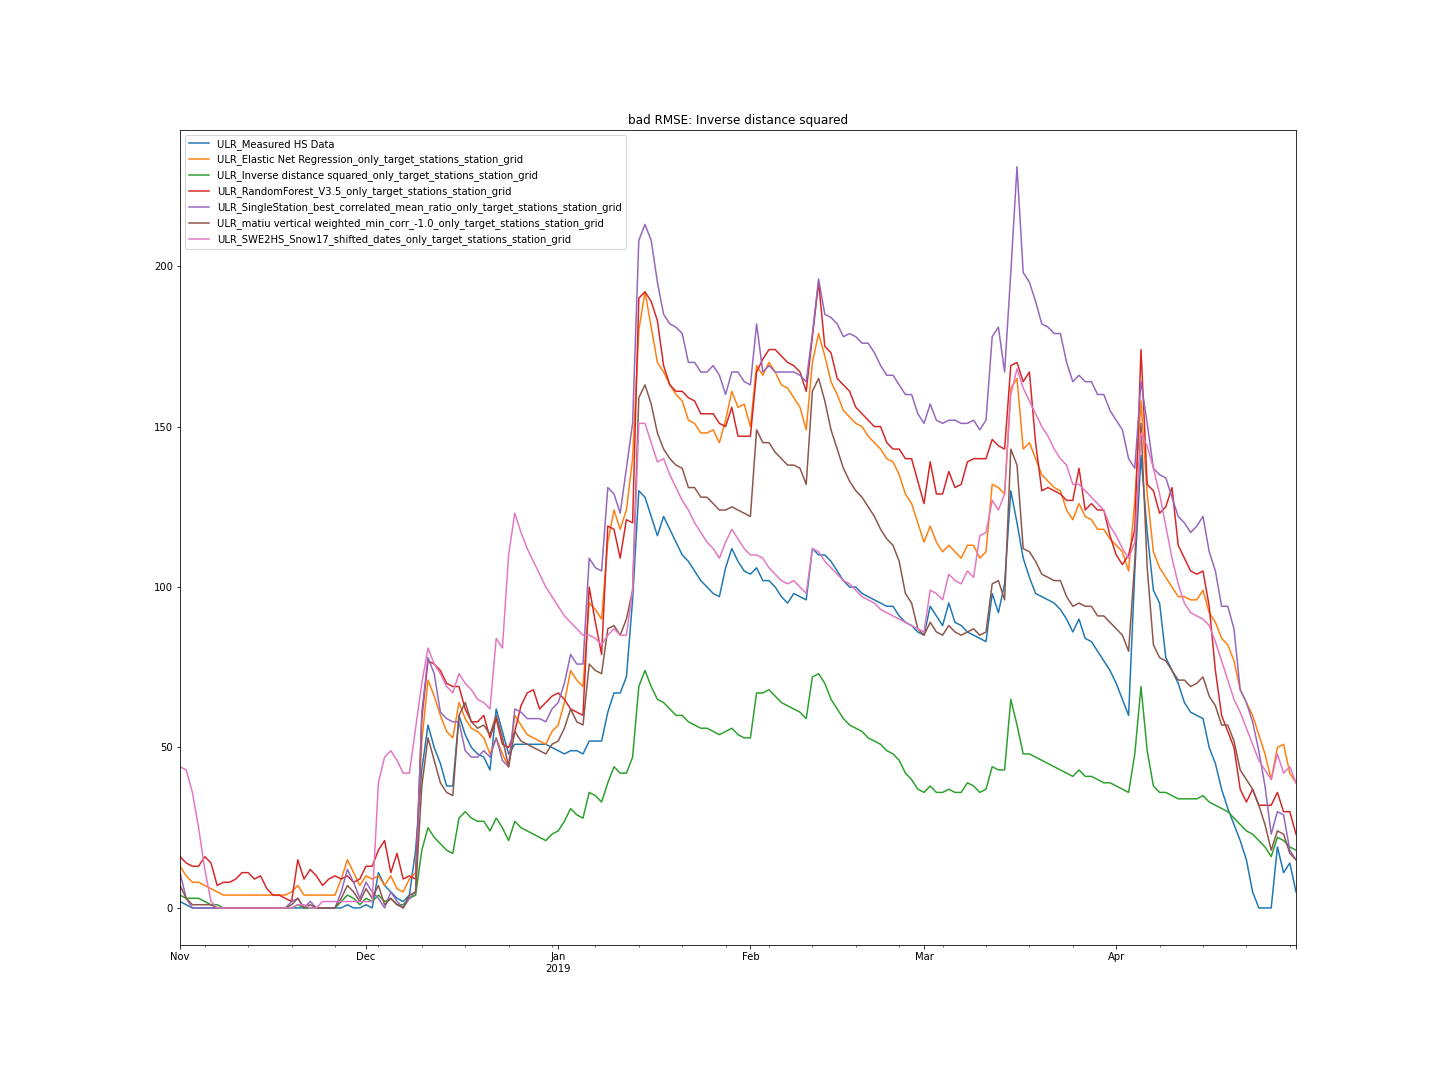 bad RMSE: Inverse distance squared
ULR_Measured HS Data
ULR_Elastic Net Regression_only_target_stations_station_grid
ULR_Inverse distance squared_only_target_stations_station_grid
ULR_RandomForest_V3.5_only_target_stations_station_grid
ULR_SingleStation_best_correlated_mean_ratio_only_target_stations_station_grid
ULR_matiu vertical weighted_min_corr_-1.0_only_target_stations_station_grid
ULR_SWE2HS_Snow17_shifted_dates_only_target_stations_station_grid
200
150
100
50
0
Nov Dec Jan Feb Mar Apr
2019